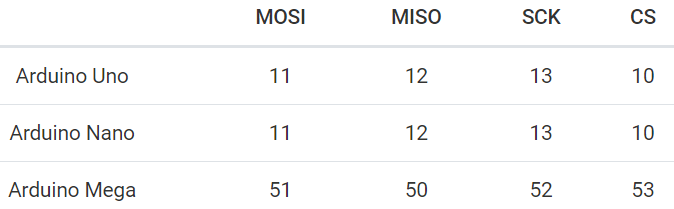 MOSI MISO SCK CS
Arduino Uno 11 12 13 10
Arduino Nano 11 12 13 10
Arduino Mega 51 50 52 53